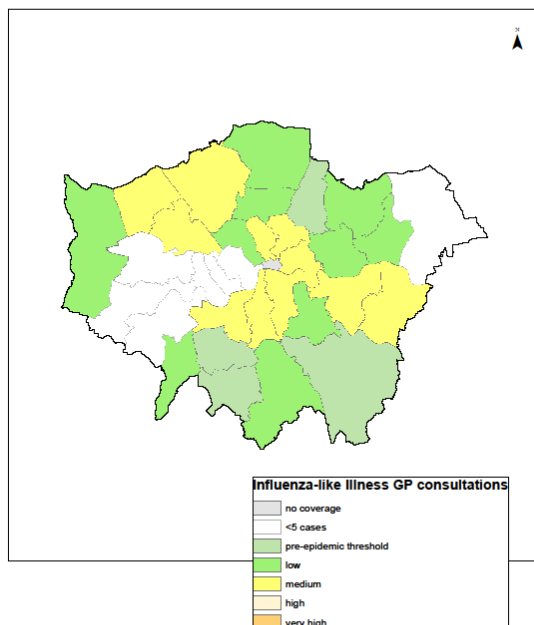 N
Influenza-like Illness GP consultations
no coverage
<5 cases
pre-epidemic threshold
low
medium
high
very high